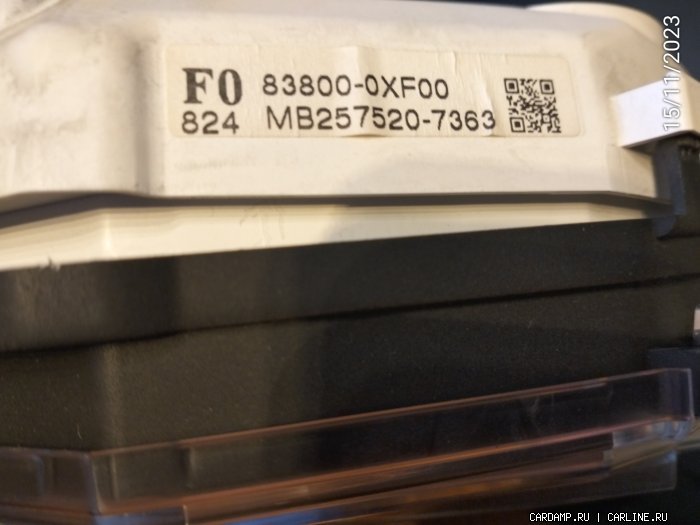 F0 83800-0XF00
824 MB257520-7363
15/11/2023
CARDAMP.RU | CARLINE.RU